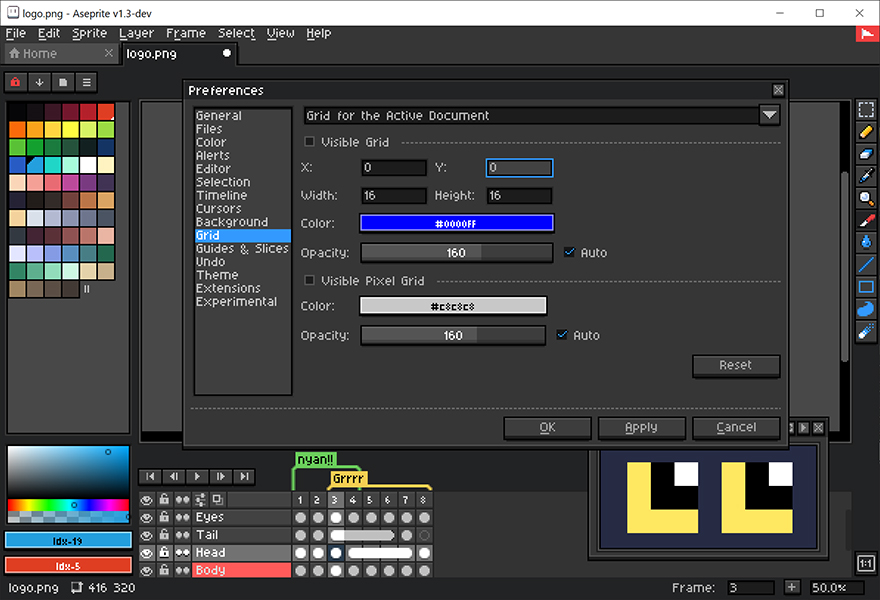 logo.png - Aseprite v1.3-dev
File Edit Sprite Layer Frame Select View Help
Home
logo.png
Preferences
General
Files
Color
Alerts
Editor
Selection
Timeline
Cursors
Background
Grid
Guides & Slices
Undo
Theme
Extensions
Experimental
Grid for the Active Document
Visible Grid
X: 0 Y: 0
Width: 16 Height: 16
Color: #0000FF
Opacity: 160 Auto
Visible Pixel Grid
Color: #c8c8c8
Opacity: 160 Auto
Reset
OK Apply Cancel
nyan!!
Grrrr
1 2 3 4 5 6 7 8
Eyes
Tail
Head
Body
Idx-19
Idx-5
1:1
logo.png 416 320
Frame: 3 + 50.0%